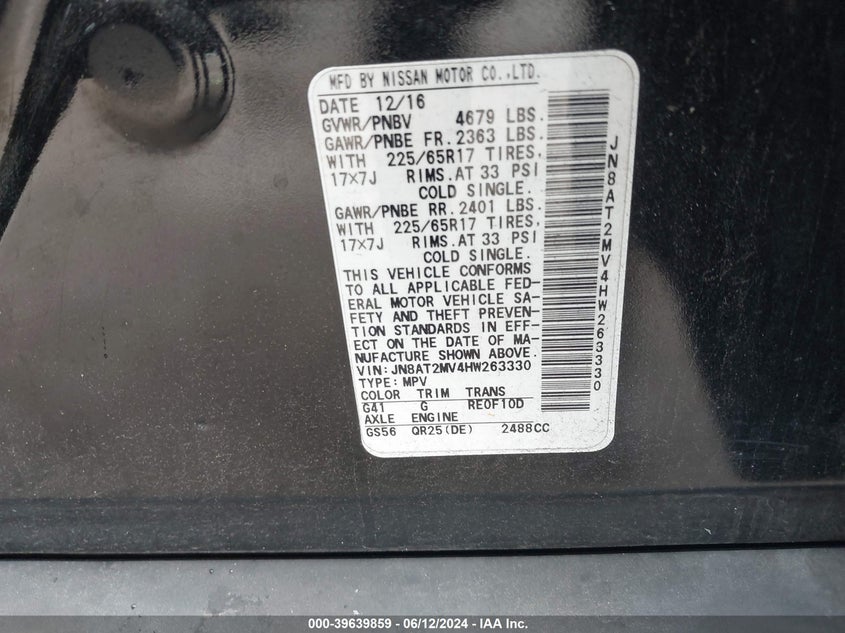 MFD BY NISSAN MOTOR CO.,LTD.
DATE 12/16
GVWR/PNBV 4679 LBS.
GAWR/PNBE FR.2363 LBS.
WITH 225/65R17 TIRES,
17X7J RIMS.AT 33 PSI
COLD SINGLE.
GAWR/PNBE RR.2401 LBS.
WITH 225/65R17 TIRES,
17X7J RIMS.AT 33 PSI
COLD SINGLE.
THIS VEHICLE CONFORMS
TO ALL APPLICABLE FED-
ERAL MOTOR VEHICLE SA-
FETY AND THEFT PREVEN-
TION STANDARDS IN EFF-
ECT ON THE DATE OF MA-
NUFACTURE SHOWN ABOVE.
VIN:JN8AT2MV4HW263330
TYPE:MPV
COLOR TRIM TRANS
G41 G RE0F10D
AXLE ENGINE
GS56 QR25(DE) 2488CC
JN8AT2MV4HW263330
000-39639859 - 06/12/2024 - IAA Inc.